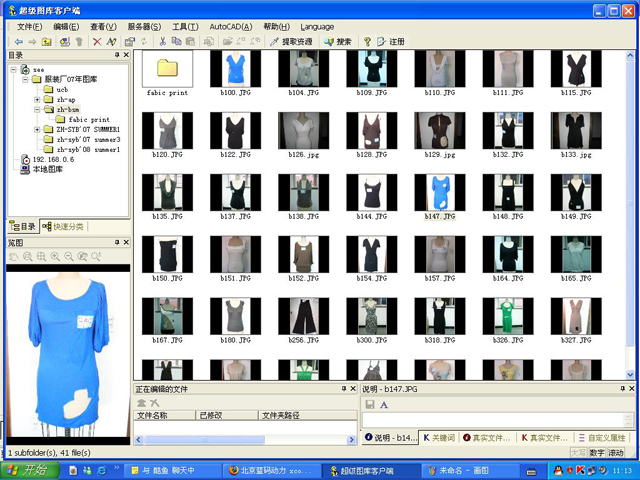 超级图库客户端
文件(F) 编辑(E) 查看(V) 服务器(S) 工具(T) AutoCAD(A) 帮助(H) Language
提取资源 搜索 注册
目录
xoo
服装厂07年图库
ucb
zh-ap
zh-bsm
fabic print
ZH-SYB'07 SUMMER1
zh-syb'07 summer3
zh-syb'08 summer1
192.168.0.6
本地图库
目录 快速分类
览图
fabic print b100.JPG b104.JPG b109.JPG b110.JPG b111.JPG b115.JPG
b120.JPG b122.JPG b126.jpg b128.JPG b129.jpg b132.JPG b133.jpg
b135.JPG b137.JPG b138.JPG b144.JPG b147.JPG b148.JPG b149.JPG
b150.JPG b151.JPG b152.JPG b154.JPG b157.JPG b164.JPG b165.JPG
b167.JPG b180.JPG b256.JPG b300.JPG b318.JPG b326.JPG b327.JPG
正在编辑的文件
文件名称 已修改 文件夹路径
说明 - b147.JPG
说明 - b14... 关键词 真实文件... 真实文件... 自定义属性
1 subfolder(s), 41 file(s)
大写 数字 滚动
开始 与 酷鱼 聊天中 北京蓝码动力 xoo... 超级图库客户端 未命名 - 画图 11:13